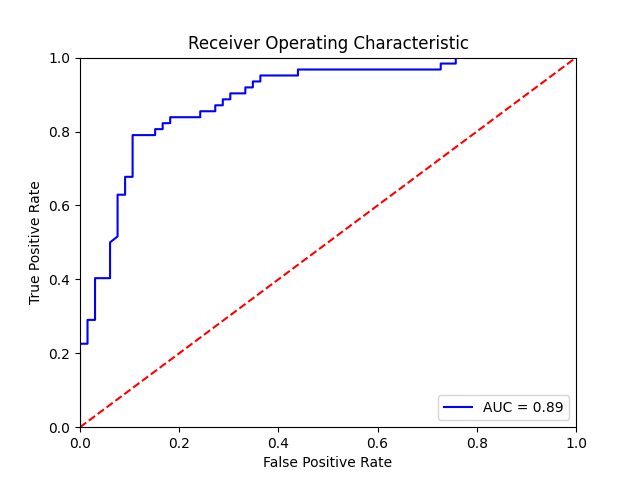 Receiver Operating Characteristic
1.0
0.8
0.6
0.4
0.2
0.0
True Positive Rate
AUC = 0.89
0.0 0.2 0.4 0.6 0.8 1.0
False Positive Rate